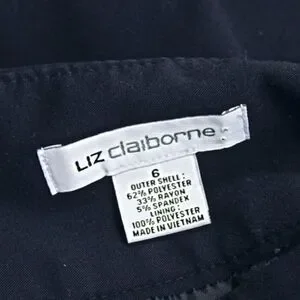 LIZ claiborne
6
OUTER SHELL:
62% POLYESTER
33% RAYON
5% SPANDEX
LINING:
100% POLYESTER
MADE IN VIETNAM